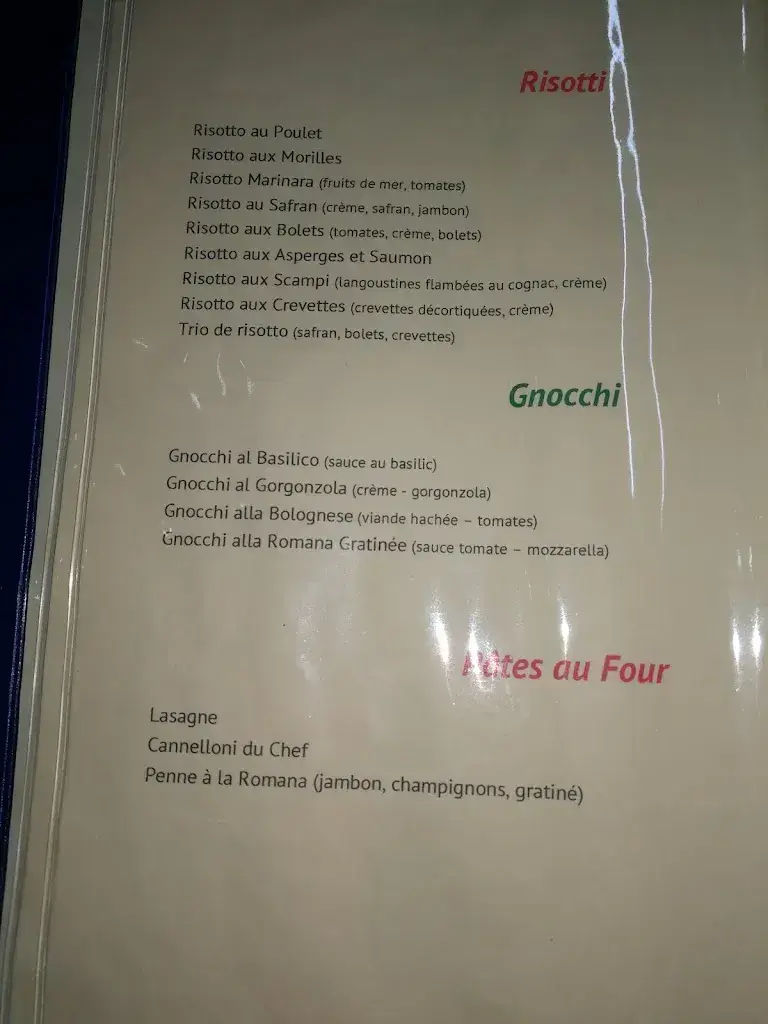 Risotti
Risotto au Poulet
Risotto aux Morilles
Risotto Marinara (fruits de mer, tomates)
Risotto au Safran (crème, safran, jambon)
Risotto aux Bolets (tomates, crème, bolets)
Risotto aux Asperges et Saumon
Risotto aux Scampi (langoustines flambées au cognac, crème)
Risotto aux Crevettes (crevettes décortiquées, crème)
Trio de risotto (safran, bolets, crevettes)
Gnocchi
Gnocchi al Basilico (sauce au basilic)
Gnocchi al Gorgonzola (crème - gorgonzola)
Gnocchi alla Bolognese (viande hachée – tomates)
Gnocchi alla Romana Gratinée (sauce tomate – mozzarella)
Pâtes au Four
Lasagne
Cannelloni du Chef
Penne à la Romana (jambon, champignons, gratiné)